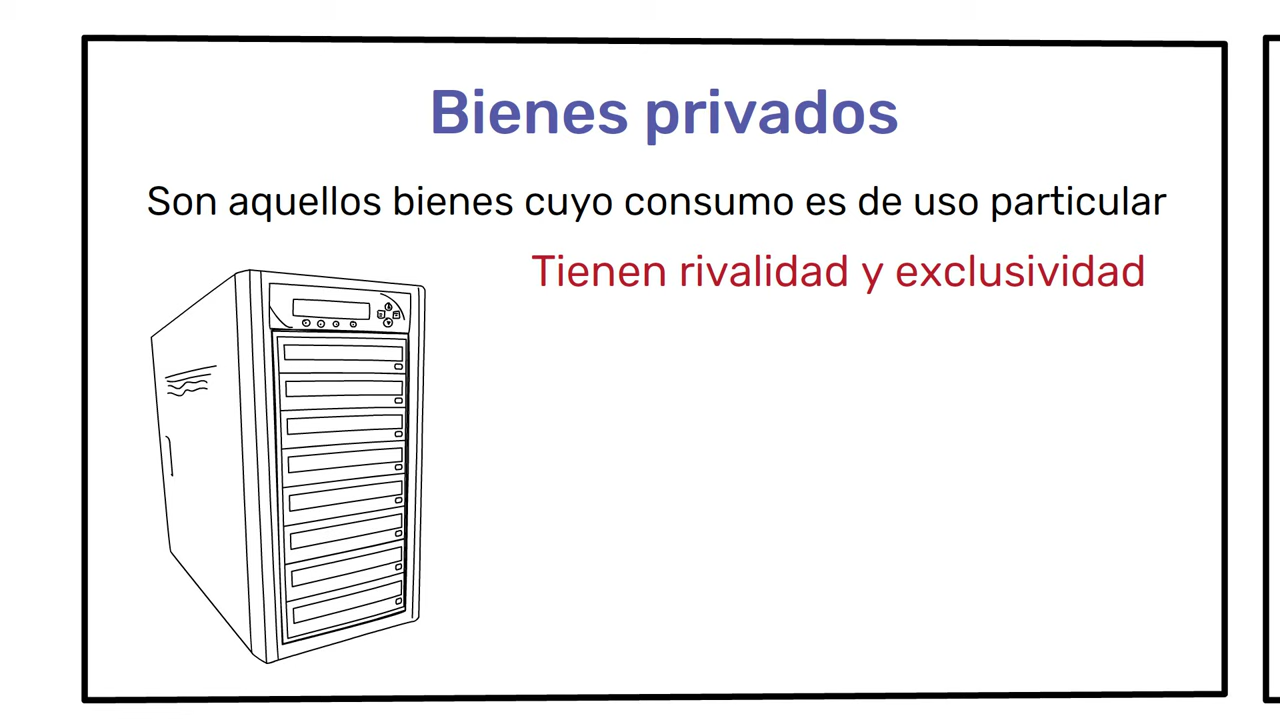 Bienes privados
Son aquellos bienes cuyo consumo es de uso particular
Tienen rivalidad y exclusividad